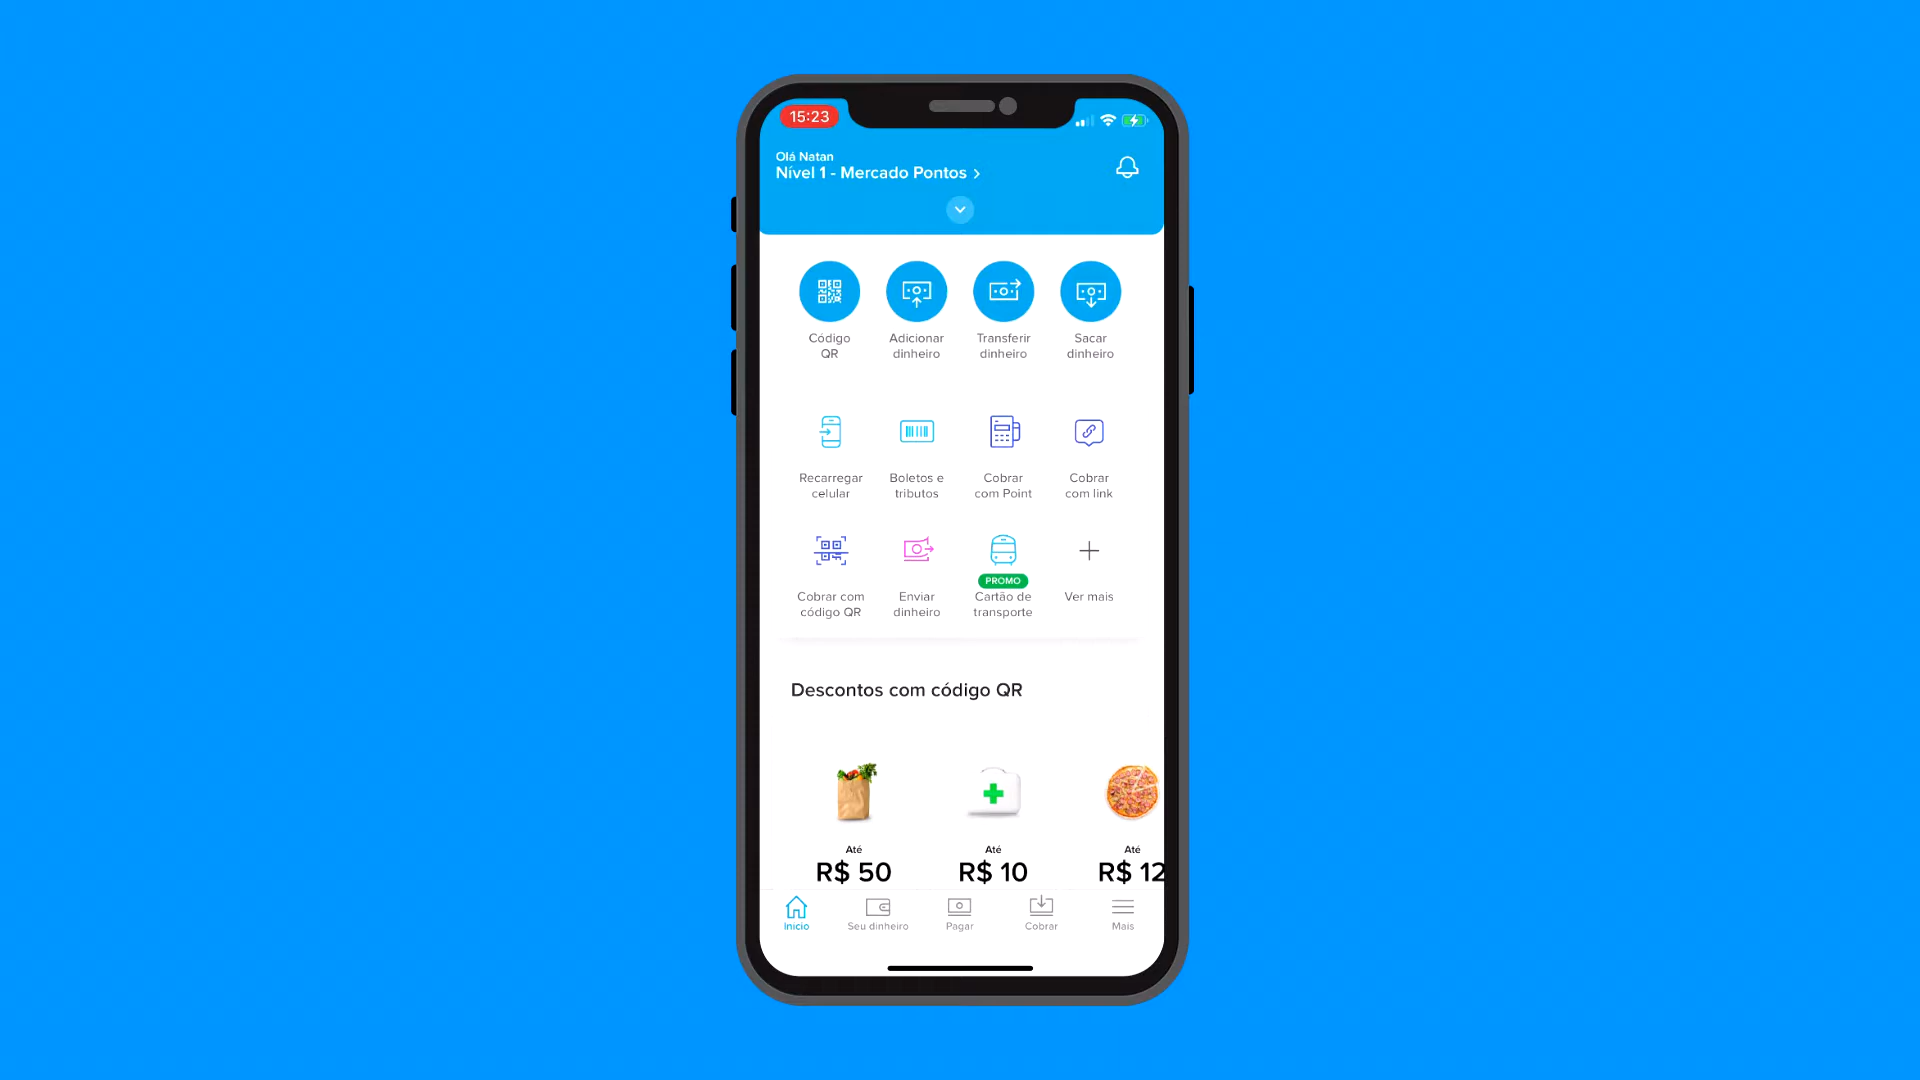 15:23
Olá Natan
Nível 1 - Mercado Pontos >
Código
QR
Adicionar
dinheiro
Transferir
dinheiro
Sacar
dinheiro
Recarregar
celular
Boletos e
tributos
Cobrar
com Point
Cobrar
com link
Cobrar com
código QR
Enviar
dinheiro
PROMO
Cartão de
transporte
Ver mais
Descontos com código QR
Até
R$ 50
Até
R$ 10
Até
R$ 12
Inicio
Seu dinheiro
Pagar
Cobrar
Mais